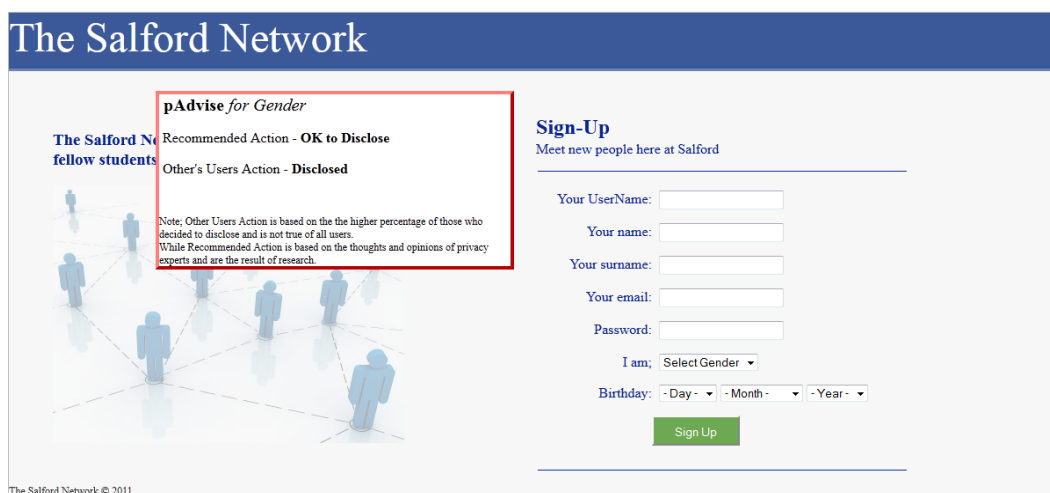 The Salford Network
pAdvise for Gender
Recommended Action - OK to Disclose
Other's Users Action - Disclosed
Note; Other Users Action is based on the the higher percentage of those who
decided to disclose and is not true of all users.
While Recommended Action is based on the thoughts and opinions of privacy
experts and are the result of research.
The Salford
fellow students
Sign-Up
Meet new people here at Salford
Your UserName:
Your name:
Your surname:
Your email:
Password:
I am; Select Gender
Birthday: - Day - - Month - - Year -
Sign Up
The Salford Network © 2011